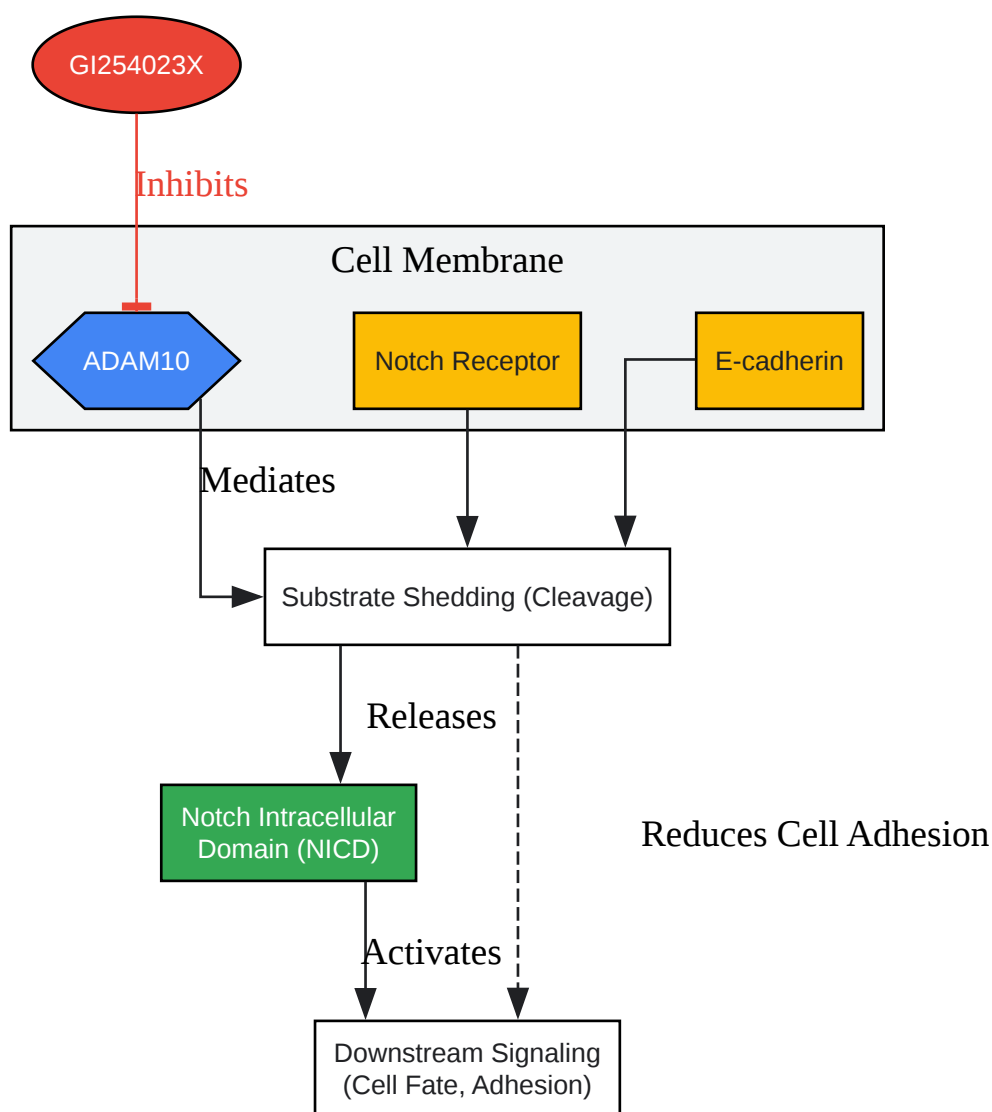 GI254023X
Inhibits
Cell Membrane
ADAM10
Notch Receptor
E-cadherin
Mediates
Substrate Shedding (Cleavage)
Releases
Notch Intracellular
Domain (NICD)
Reduces Cell Adhesion
Activates
Downstream Signaling
(Cell Fate, Adhesion)